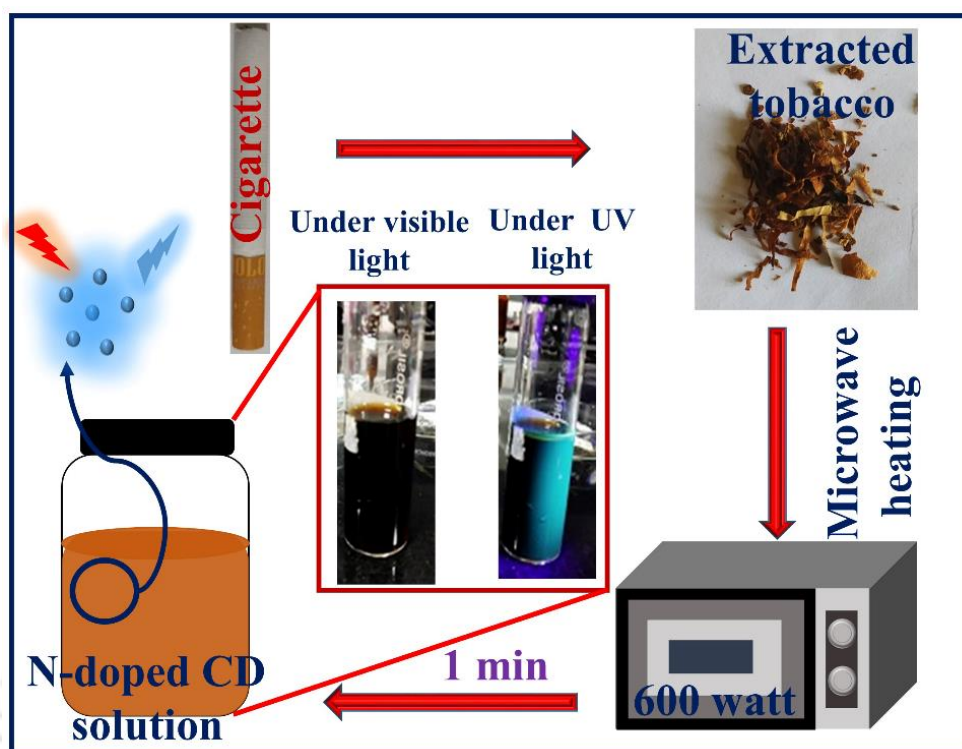 Cigarette
Extracted
tobacco
Under visible
light
Under UV
light
Microwave
heating
600 watt
1 min
N-doped CD
solution